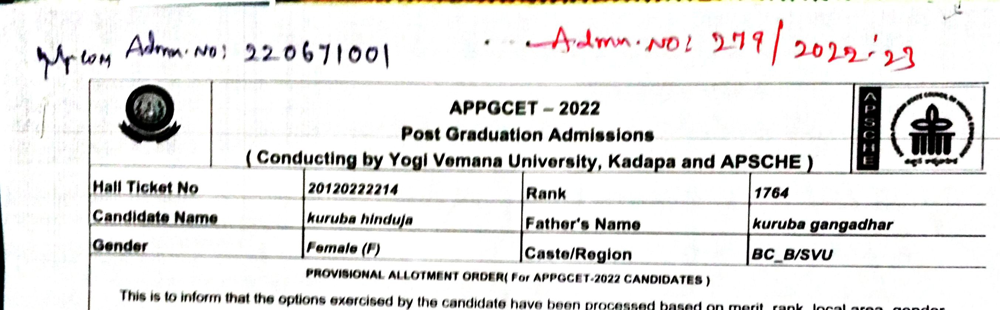 Admn. No: 220671001
Admn. No: 279/2022-'23
APSCHE
APPGCET – 2022
Post Graduation Admissions
( Conducting by Yogi Vemana University, Kadapa and APSCHE )
Hall Ticket No 20120222214 Rank 1764
Candidate Name kuruba hinduja Father's Name kuruba gangadhar
Gender Female (F) Caste/Region BC_B/SVU
PROVISIONAL ALLOTMENT ORDER( For APPGCET-2022 CANDIDATES )
This is to inform that the options exercised by the candidate have been processed based on merit, rank, local area, gender